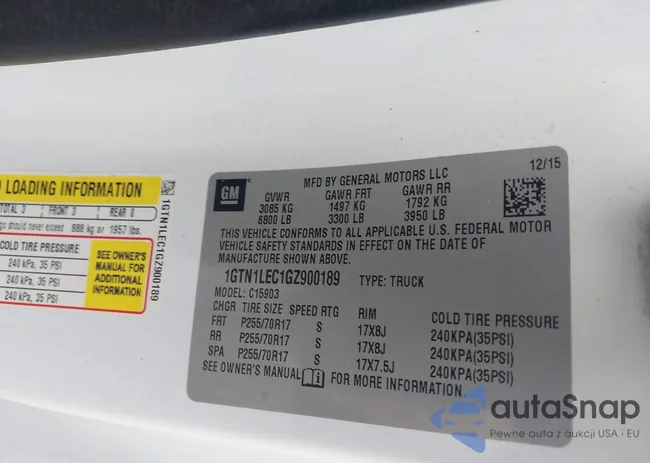 LOADING INFORMATION
TOTAL 3 FRONT 3 REAR 0
should never exceed 888 kg or 1957 lbs.
COLD TIRE PRESSURE
240 kPa, 35 PSI
240 kPa, 35 PSI
240 kPa, 35 PSI
SEE OWNER'S
MANUAL FOR
ADDITIONAL
INFORMATION
1GTN1LEC1GZ900189
GM
MFD BY GENERAL MOTORS LLC
12/15
GVWR GAWR FRT GAWR RR
3085 KG 1497 KG 1792 KG
6800 LB 3300 LB 3950 LB
THIS VEHICLE CONFORMS TO ALL APPLICABLE U.S. FEDERAL MOTOR
VEHICLE SAFETY STANDARDS IN EFFECT ON THE DATE OF
MANUFACTURE SHOWN ABOVE.
1GTN1LEC1GZ900189 TYPE: TRUCK
MODEL: C15903
CHGR TIRE SIZE SPEED RTG RIM COLD TIRE PRESSURE
FRT P255/70R17 S 17X8J 240KPA(35PSI)
RR P255/70R17 S 17X8J 240KPA(35PSI)
SPA P255/70R17 S 17X7.5J 240KPA(35PSI)
SEE OWNER'S MANUAL FOR MORE INFORMATION.
autaSnap
Pewne auta z aukcji USA i EU